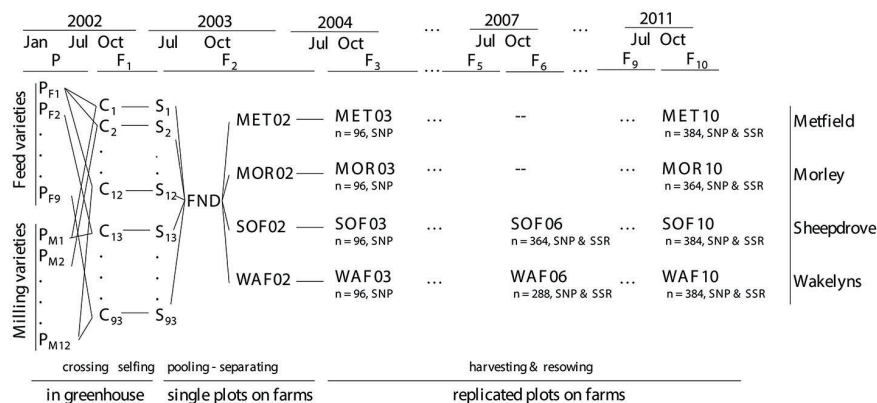 2002 2003 2004 ... 2007 ... 2011
Jan Jul Oct Jul Oct Jul Oct Jul Oct Jul Oct
P F1 F2 F3 ... F5 F6 F9 F10
Feed varieties
PF1
PF2
.
.
.
PF9
Milling varieties
PM1
PM2
.
.
.
PM12
C1 S1
C2 S2
. .
. .
C12 S12
C13 S13
. .
. .
. .
C93 S93
FND
MET02 MET03 ... -- ... MET10 Metfield
n = 96, SNP n = 384, SNP & SSR
MOR02 MOR03 ... -- ... MOR10 Morley
n = 96, SNP n = 364, SNP & SSR
SOF02 SOF03 ... SOF06 ... SOF10 Sheepdrove
n = 96, SNP n = 364, SNP & SSR n = 384, SNP & SSR
WAF02 WAF03 ... WAF06 ... WAF10 Wakelyns
n = 96, SNP n = 288, SNP & SSR n = 384, SNP & SSR
crossing selfing pooling - separating harvesting & resowing
in greenhouse single plots on farms replicated plots on farms